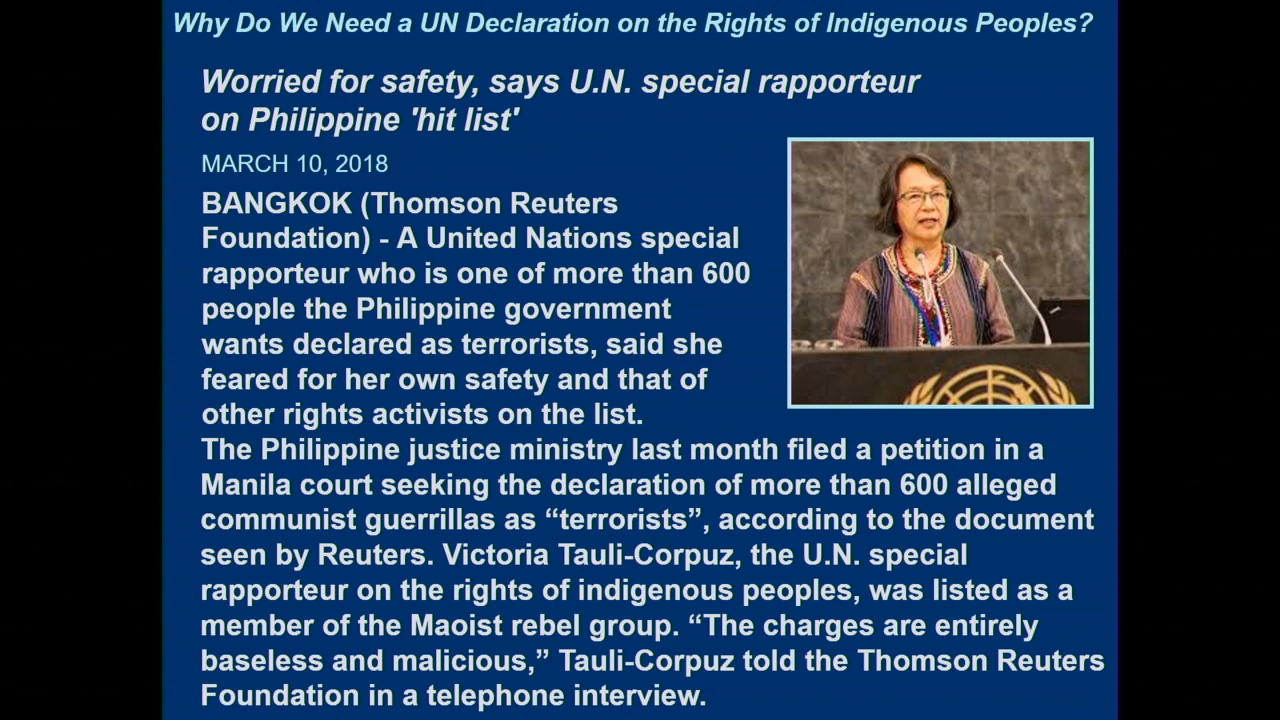 Why Do We Need a UN Declaration on the Rights of Indigenous Peoples?
Worried for safety, says U.N. special rapporteur
on Philippine 'hit list'
MARCH 10, 2018
BANGKOK (Thomson Reuters
Foundation) - A United Nations special
rapporteur who is one of more than 600
people the Philippine government
wants declared as terrorists, said she
feared for her own safety and that of
other rights activists on the list.
The Philippine justice ministry last month filed a petition in a
Manila court seeking the declaration of more than 600 alleged
communist guerrillas as “terrorists”, according to the document
seen by Reuters. Victoria Tauli-Corpuz, the U.N. special
rapporteur on the rights of indigenous peoples, was listed as a
member of the Maoist rebel group. “The charges are entirely
baseless and malicious,” Tauli-Corpuz told the Thomson Reuters
Foundation in a telephone interview.